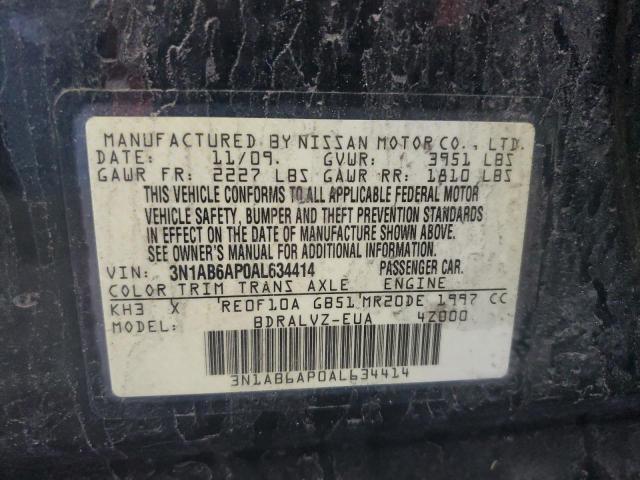 MANUFACTURED BY NISSAN MOTOR CO., LTD.
DATE: 11/09. GVWR: 3951 LBS
GAWR FR: 2227 LBS GAWR RR: 1810 LBS
THIS VEHICLE CONFORMS TO ALL APPLICABLE FEDERAL MOTOR
VEHICLE SAFETY, BUMPER AND THEFT PREVENTION STANDARDS
IN EFFECT ON THE DATE OF MANUFACTURE SHOWN ABOVE.
SEE OWNER'S MANUAL FOR ADDITIONAL INFORMATION.
VIN: 3N1AB6AP0AL634414 PASSENGER CAR.
COLOR TRIM TRANS AXLE ENGINE
KH3 X RE0F10A GB51 MR20DE 1997 CC
MODEL: BDRALVZ-EUA 4Z000
3N1AB6AP0AL634414